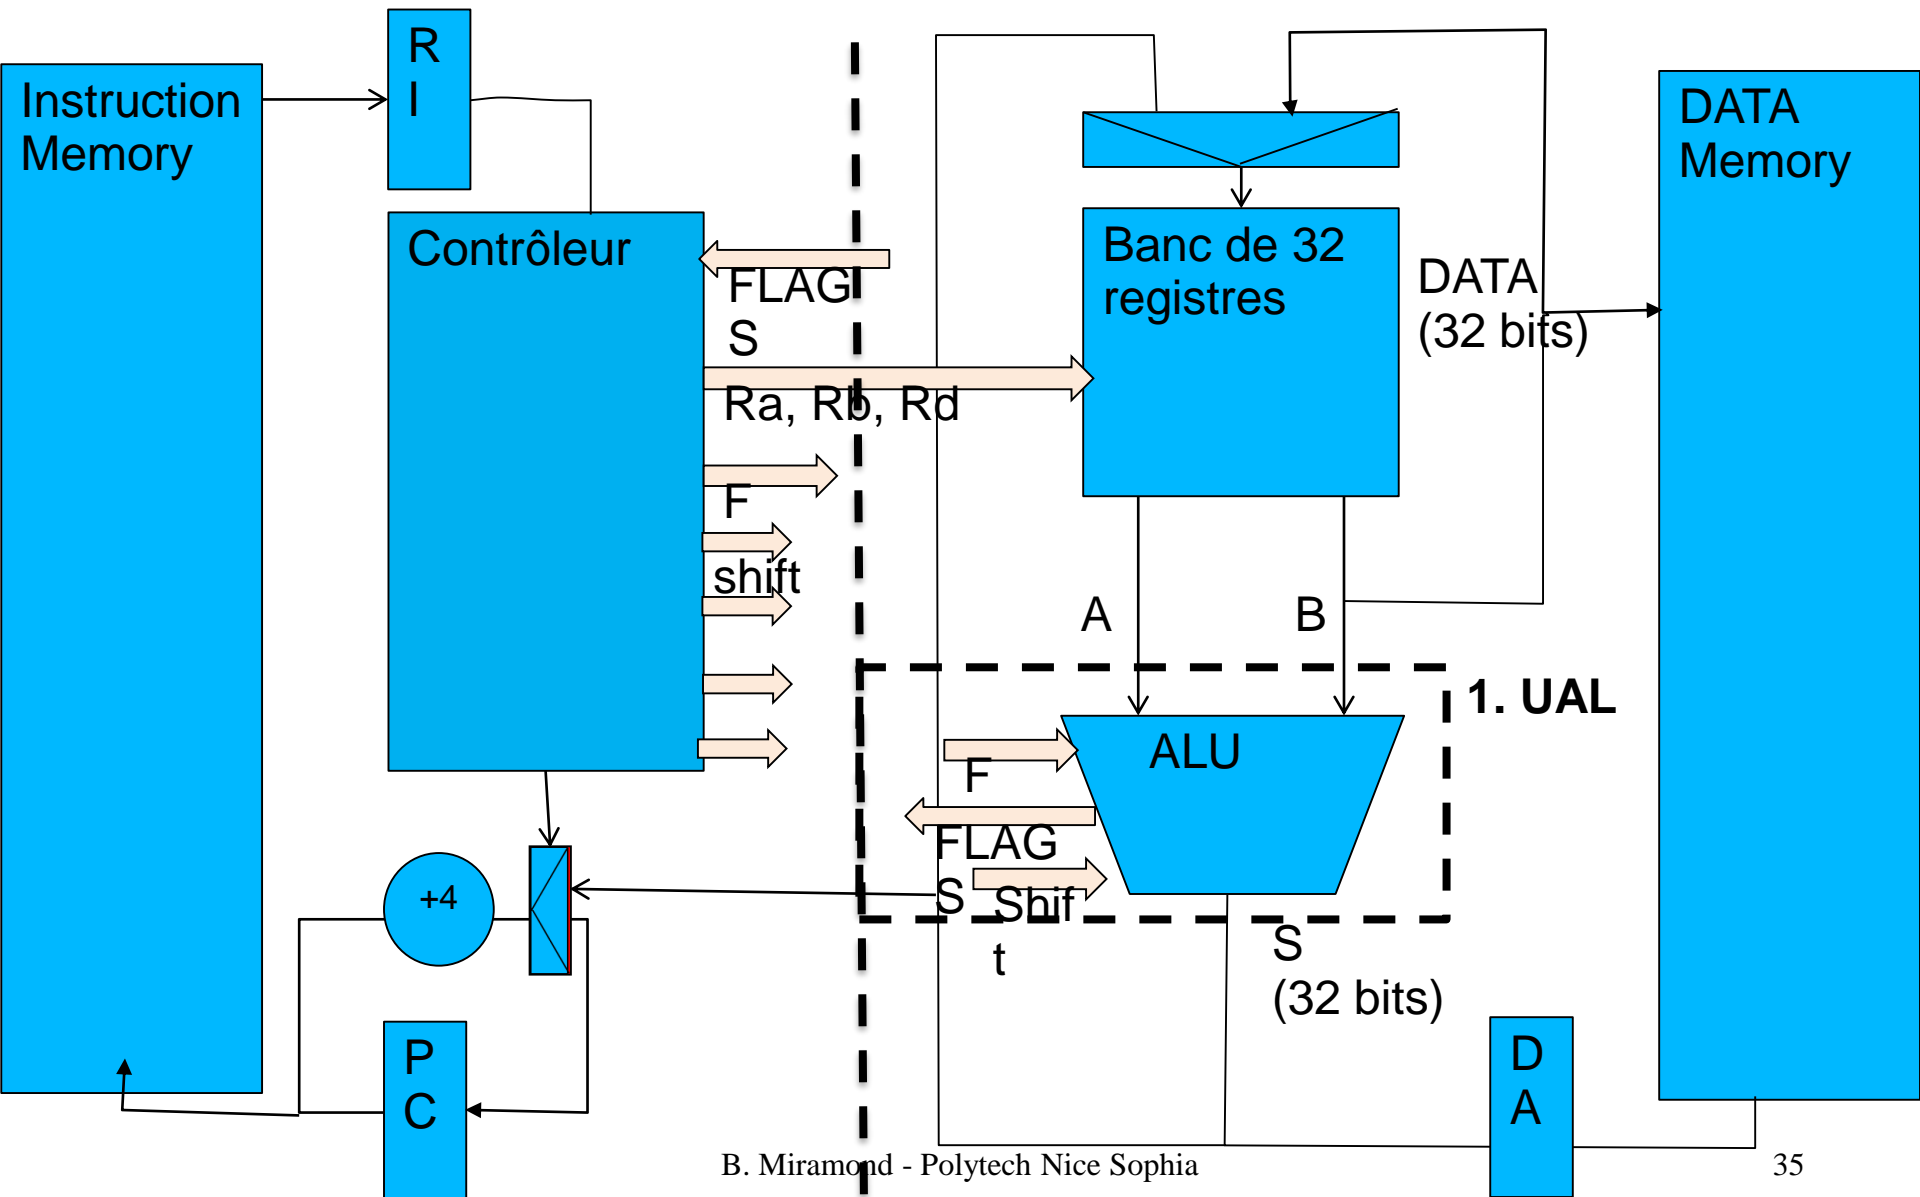 Instruction
Memory
R
I
Contrôleur
FLAG
S
Ra, Rb, Rd
F
shift
+4
P
C
Banc de 32
registres
DATA
(32 bits)
DATA
Memory
A
B
1. UAL
ALU
F
FLAG
S
Shif
t
S
(32 bits)
D
A
B. Miramond - Polytech Nice Sophia
35